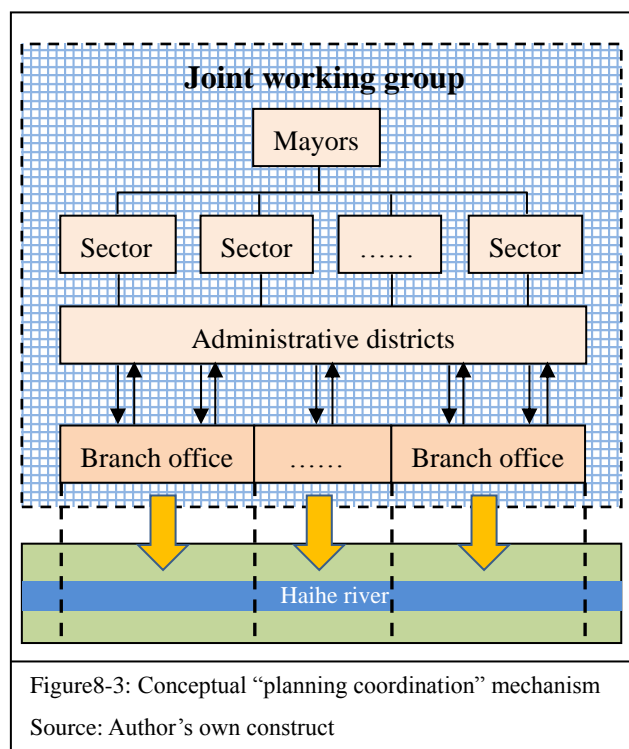 Joint working group
Mayors
Sector Sector …… Sector
Administrative districts
Branch office …… Branch office
Haihe river
Figure8-3: Conceptual “planning coordination” mechanism
Source: Author’s own construct